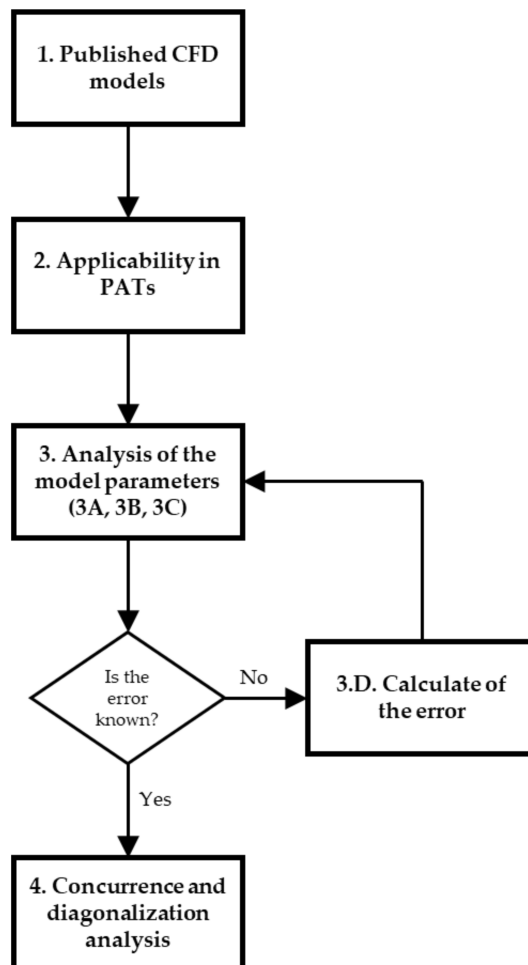 1. Published CFD
models
2. Applicability in
PATs
3. Analysis of the
model parameters
(3A, 3B, 3C)
Is the
error
known?
No
3.D. Calculate of
the error
Yes
4. Concurrence and
diagonalization
analysis